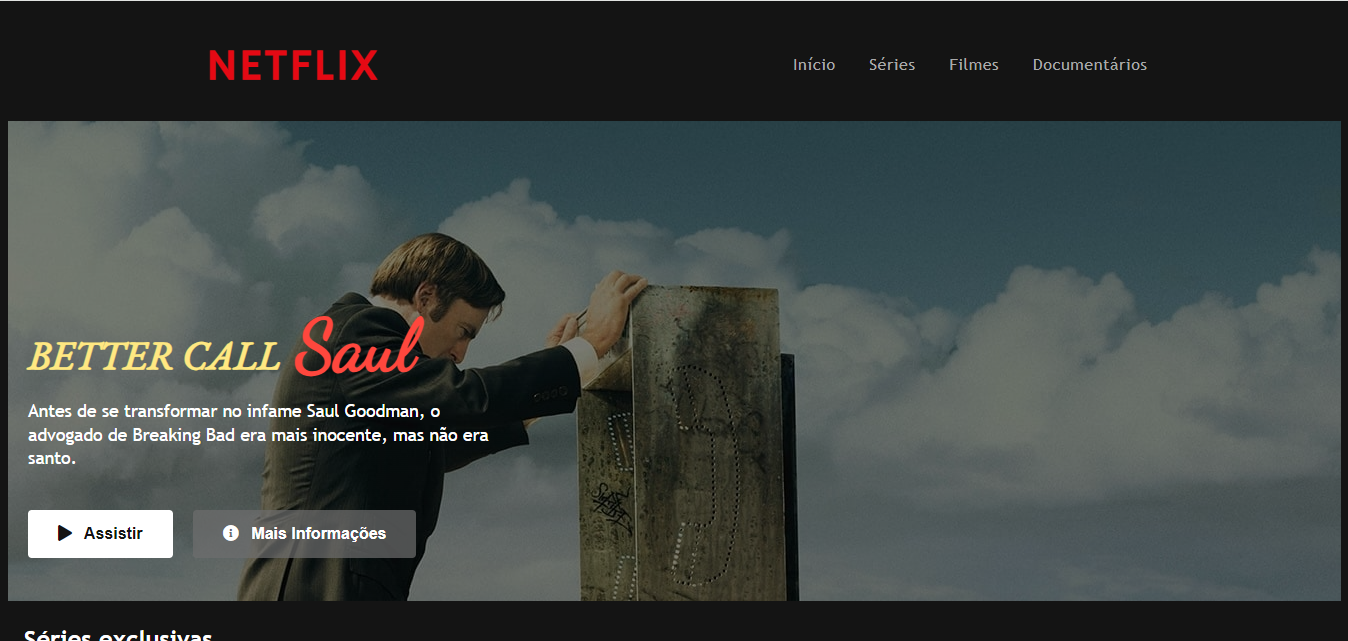 NETFLIX
Início Séries Filmes Documentários
BETTER CALL Saul
Antes de se transformar no infame Saul Goodman, o
advogado de Breaking Bad era mais inocente, mas não era
santo.
Assistir Mais Informações
Séries exclusivas